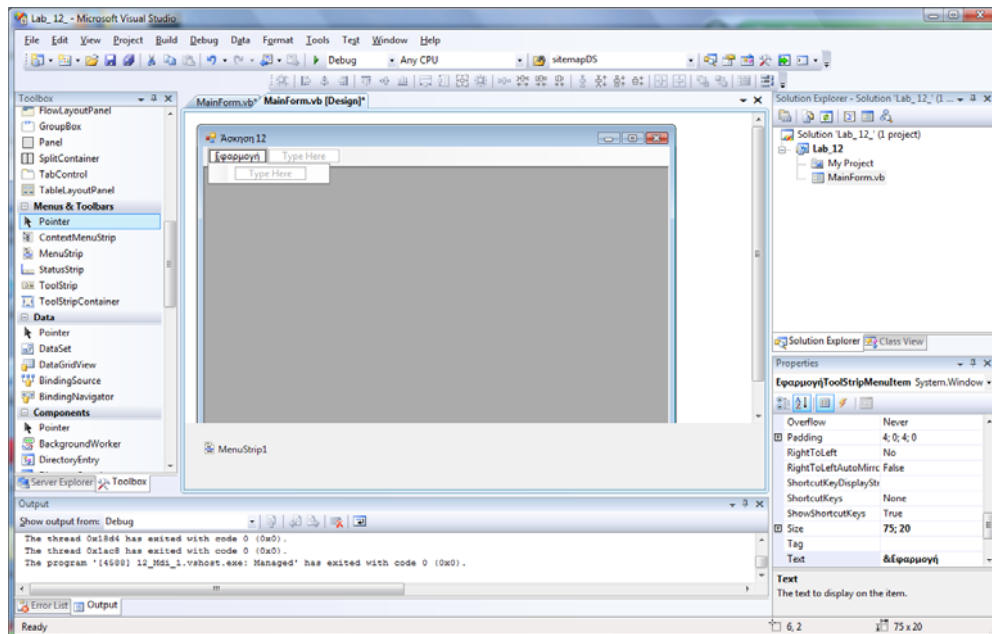 Lab_ 12_ - Microsoft Visual Studio
File Edit View Project Build Debug Data Format Tools Test Window Help
Debug Any CPU sitemapDS
Toolbox
FlowLayoutPanel
GroupBox
Panel
SplitContainer
TabControl
TableLayoutPanel
Menus & Toolbars
Pointer
ContextMenuStrip
MenuStrip
StatusStrip
ToolStrip
ToolStripContainer
Data
Pointer
DataSet
DataGridView
BindingSource
BindingNavigator
Components
Pointer
BackgroundWorker
DirectoryEntry
Server Explorer Toolbox
MainForm.vb* MainForm.vb [Design]*
Άσκηση 12
Εφαρμογή Type Here
Type Here
MenuStrip1
Solution Explorer - Solution 'Lab_ 12_' (1 ...
Solution 'Lab_ 12_' (1 project)
Lab_12
My Project
MainForm.vb
Solution Explorer Class View
Properties
ΕφαρμογήToolStripMenuItem System.Window
Overflow Never
Padding 4; 0; 4; 0
RightToLeft No
RightToLeftAutoMirrc False
ShortcutKeyDisplayStr
ShortcutKeys None
ShowShortcutKeys True
Size 75; 20
Tag
Text &Εφαρμογή
Text
The text to display on the item.
Output
Show output from: Debug
The thread 0x18d4 has exited with code 0 (0x0).
The thread 0x1ac8 has exited with code 0 (0x0).
The program '[4588] 12_Mdi_1.vshost.exe: Managed' has exited with code 0 (0x0).
Error List Output
Ready 6, 2 75 x 20